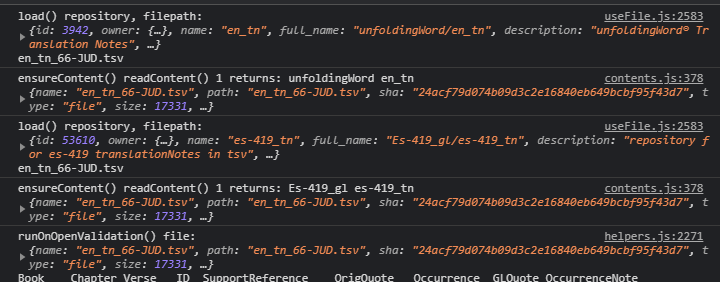 load() repository, filepath: useFile.js:2583
{id: 3942, owner: {…}, name: "en_tn", full_name: "unfoldingWord/en_tn", description: "unfoldingWord® Tr
anslation Notes", …}
en_tn_66-JUD.tsv
ensureContent() readContent() 1 returns: unfoldingWord en_tn contents.js:378
{name: "en_tn_66-JUD.tsv", path: "en_tn_66-JUD.tsv", sha: "24acf79d074b09d3c2e16840eb649bcbf95f43d7", t
ype: "file", size: 17331, …}
load() repository, filepath: useFile.js:2583
{id: 53610, owner: {…}, name: "es-419_tn", full_name: "Es-419_gl/es-419_tn", description: "repository f
or es-419 translationNotes in tsv", …}
en_tn_66-JUD.tsv
ensureContent() readContent() 1 returns: Es-419_gl es-419_tn contents.js:378
{name: "en_tn_66-JUD.tsv", path: "en_tn_66-JUD.tsv", sha: "24acf79d074b09d3c2e16840eb649bcbf95f43d7", t
ype: "file", size: 17331, …}
runOnOpenValidation() file: helpers.js:2271
{name: "en_tn_66-JUD.tsv", path: "en_tn_66-JUD.tsv", sha: "24acf79d074b09d3c2e16840eb649bcbf95f43d7", t
ype: "file", size: 17331, …}
Book Chapter Verse ID SupportReference OrigQuote Occurrence GLQuote OccurrenceNote